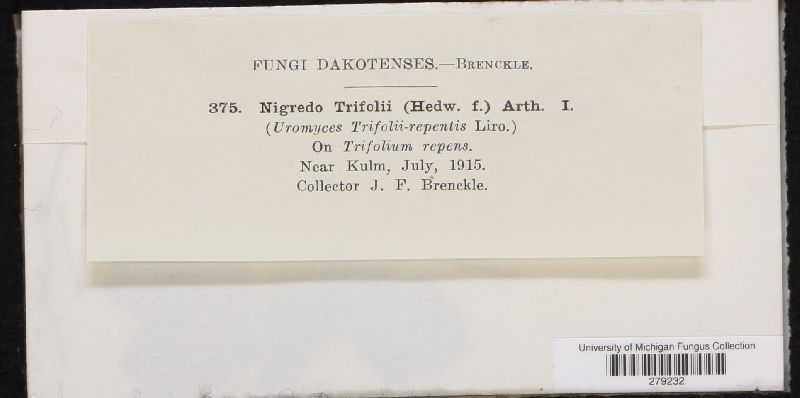 FUNGI DAKOTENSES.—BRENCKLE.
375. Nigredo Trifolii (Hedw. f.) Arth. I.
(Uromyces Trifolii-repentis Liro.)
On Trifolium repens.
Near Kulm, July, 1915.
Collector J. F. Brenckle.
University of Michigan Fungus Collection
279232